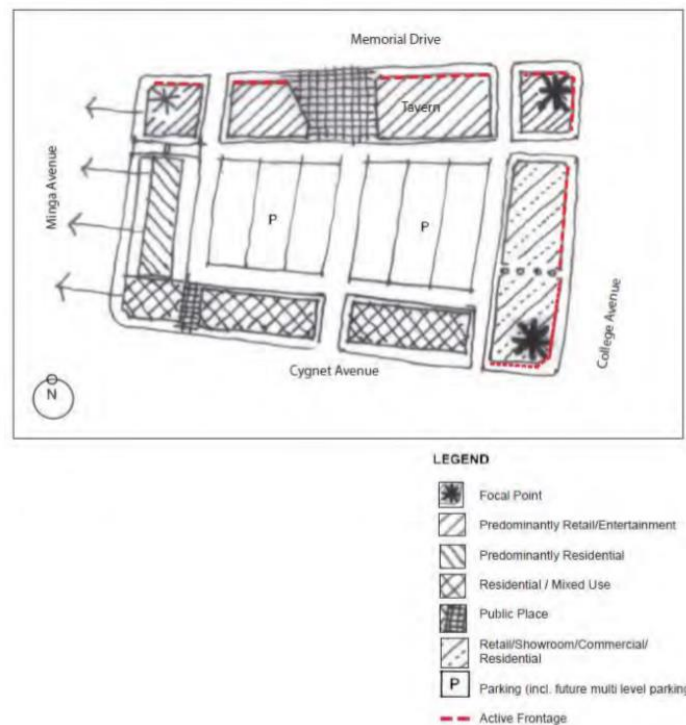 Memorial Drive
Tavern
Minga Avenue
P
P
College Avenue
Cygnet Avenue
N
LEGEND
Focal Point
Predominantly Retail/Entertainment
Predominantly Residential
Residential / Mixed Use
Public Place
Retail/Showroom/Commercial/
Residential
P
Parking (incl. future multi level parking
Active Frontage